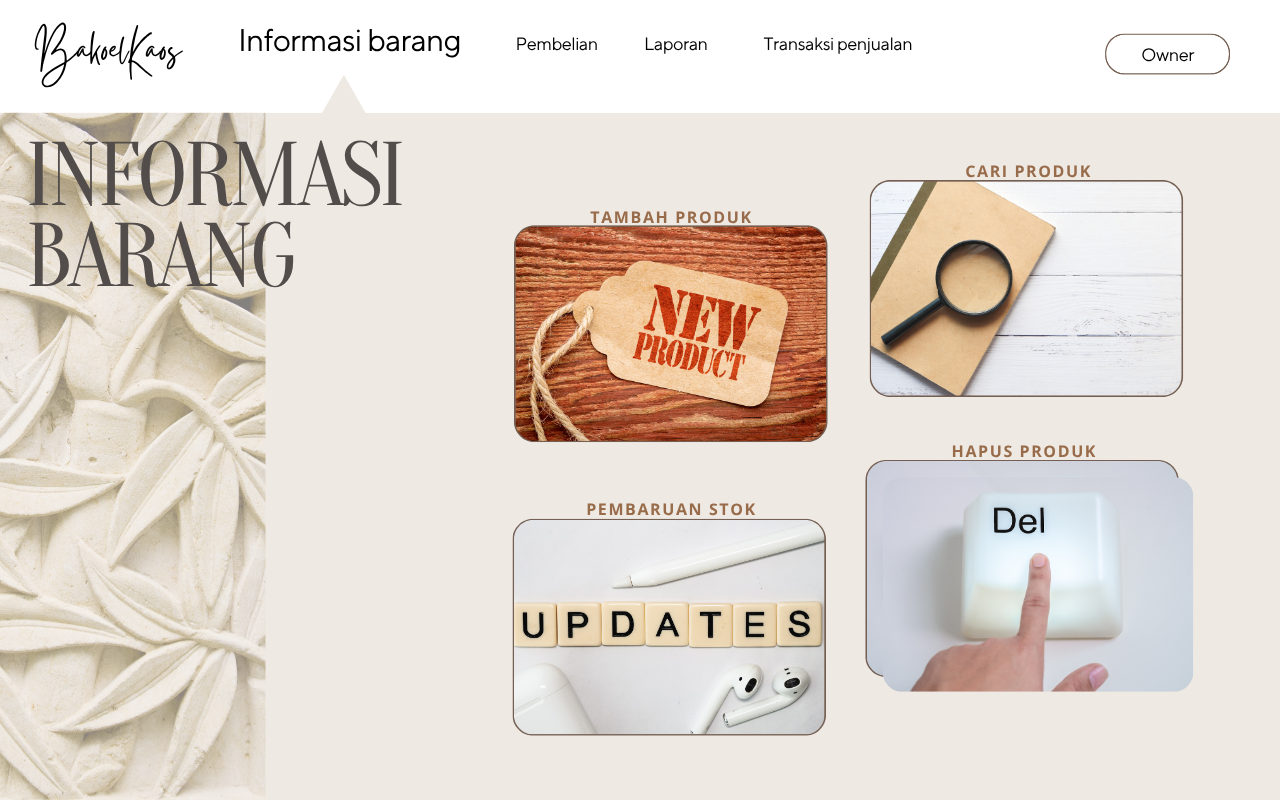 BakoelKaos
Informasi barang
Pembelian
Laporan
Transaksi penjualan
Owner
INFORMASI
BARANG
TAMBAH PRODUK
NEW
PRODUCT
CARI PRODUK
PEMBARUAN STOK
UPDATES
HAPUS PRODUK
Del